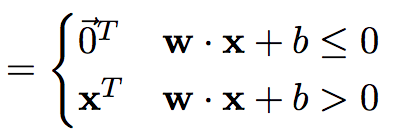 = { 0⃗ᵀ  w · x + b ≤ 0
xᵀ  w · x + b > 0